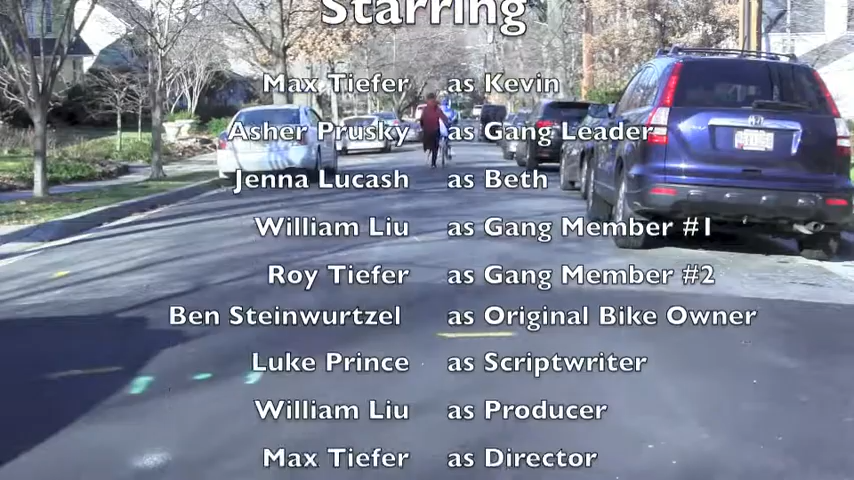 Starring
Max Tiefer as Kevin
Asher Prusky as Gang Leader
Jenna Lucash as Beth
William Liu as Gang Member #1
Roy Tiefer as Gang Member #2
Ben Steinwurtzel as Original Bike Owner
Luke Prince as Scriptwriter
William Liu as Producer
Max Tiefer as Director